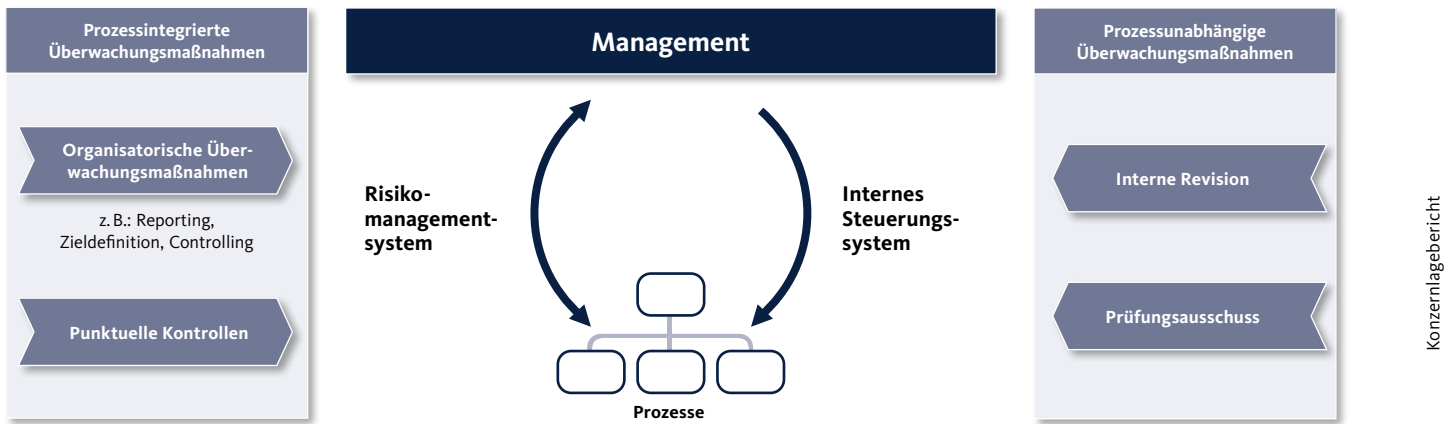 Prozessintegrierte
Überwachungsmaßnahmen
Organisatorische Über-
wachungsmaßnahmen
z. B.: Reporting,
Zieldefinition, Controlling
Punktuelle Kontrollen
Management
Risiko-
management-
system
Internes
Steuerungs-
system
Prozesse
Prozessunabhängige
Überwachungsmaßnahmen
Interne Revision
Prüfungsausschuss
Konzernlagebericht